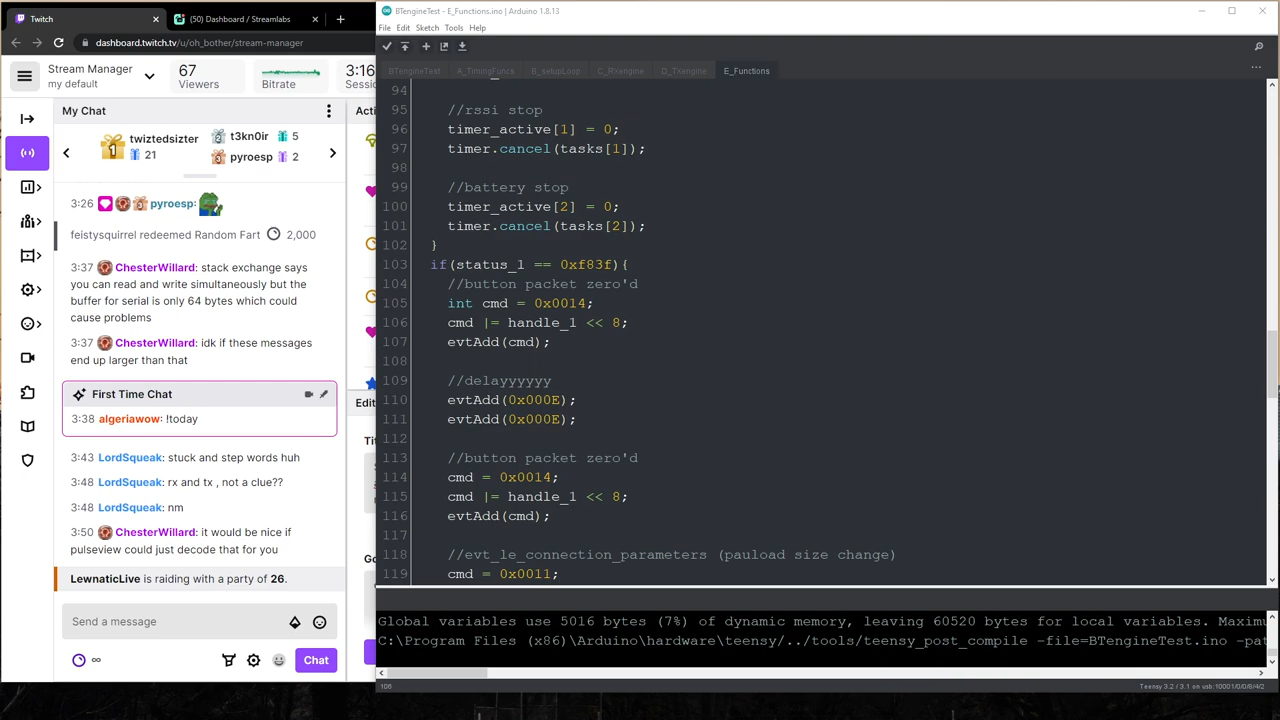 Twitch
(50) Dashboard / Streamlabs
dashboard.twitch.tv/u/oh_bother/stream-manager
Stream Manager
my default
67
Viewers
Bitrate
3:16
Sessi
My Chat
Acti
1
twiztedsizter
21
2 t3kn0ir 5
3 pyroesp 2
3:26 pyroesp:
feistysquirrel redeemed Random Fart 2,000
3:37 ChesterWillard: stack exchange says
you can read and write simultaneously but the
buffer for serial is only 64 bytes which could
cause problems
3:37 ChesterWillard: idk if these messages
end up larger than that
First Time Chat
3:38 algeriawow: !today
3:43 LordSqueak: stuck and step words huh
3:48 LordSqueak: rx and tx , not a clue??
3:48 LordSqueak: nm
3:50 ChesterWillard: it would be nice if
pulseview could just decode that for you
LewnaticLive is raiding with a party of 26.
Send a message
∞
Chat
Edit
Tit
Go
BTengineTest - E_Functions.ino | Arduino 1.8.13
File Edit Sketch Tools Help
BTengineTest A_TimingFuncs B_setupLoop C_RXengine D_TXengine E_Functions
94
95 //rssi stop
96 timer_active[1] = 0;
97 timer.cancel(tasks[1]);
98
99 //battery stop
100 timer_active[2] = 0;
101 timer.cancel(tasks[2]);
102 }
103 if(status_1 == 0xf83f){
104 //button packet zero'd
105 int cmd = 0x0014;
106 cmd |= handle_1 << 8;
107 evtAdd(cmd);
108
109 //delayyyyyy
110 evtAdd(0x000E);
111 evtAdd(0x000E);
112
113 //button packet zero'd
114 cmd = 0x0014;
115 cmd |= handle_1 << 8;
116 evtAdd(cmd);
117
118 //evt_le_connection_parameters (pauload size change)
119 cmd = 0x0011;
Global variables use 5016 bytes (7%) of dynamic memory, leaving 60520 bytes for local variables. Maximu
C:\Program Files (x86)\Arduino\hardware\teensy/../tools/teensy_post_compile -file=BTengineTest.ino -pat
106
Teensy 3.2 / 3.1 on usb:10001/0/0/8/4/2